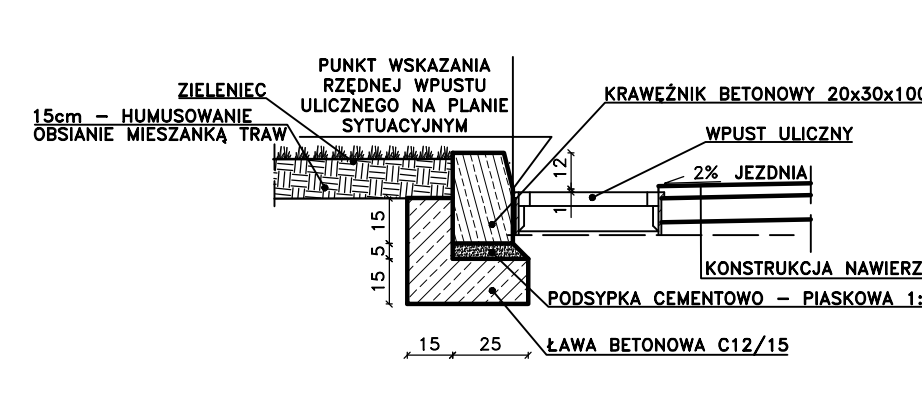 PUNKT WSKAZANIA
RZĘDNEJ WPUSTU
ULICZNEGO NA PLANIE
SYTUACYJNYM
ZIELENIEC
15cm – HUMUSOWANIE
OBSIANIE MIESZANKĄ TRAW
KRAWĘŻNIK BETONOWY 20x30x100
WPUST ULICZNY
12
2% JEZDNIA
1
15
5
15
KONSTRUKCJA NAWIERZ
PODSYPKA CEMENTOWO – PIASKOWA 1:
15 25
ŁAWA BETONOWA C12/15